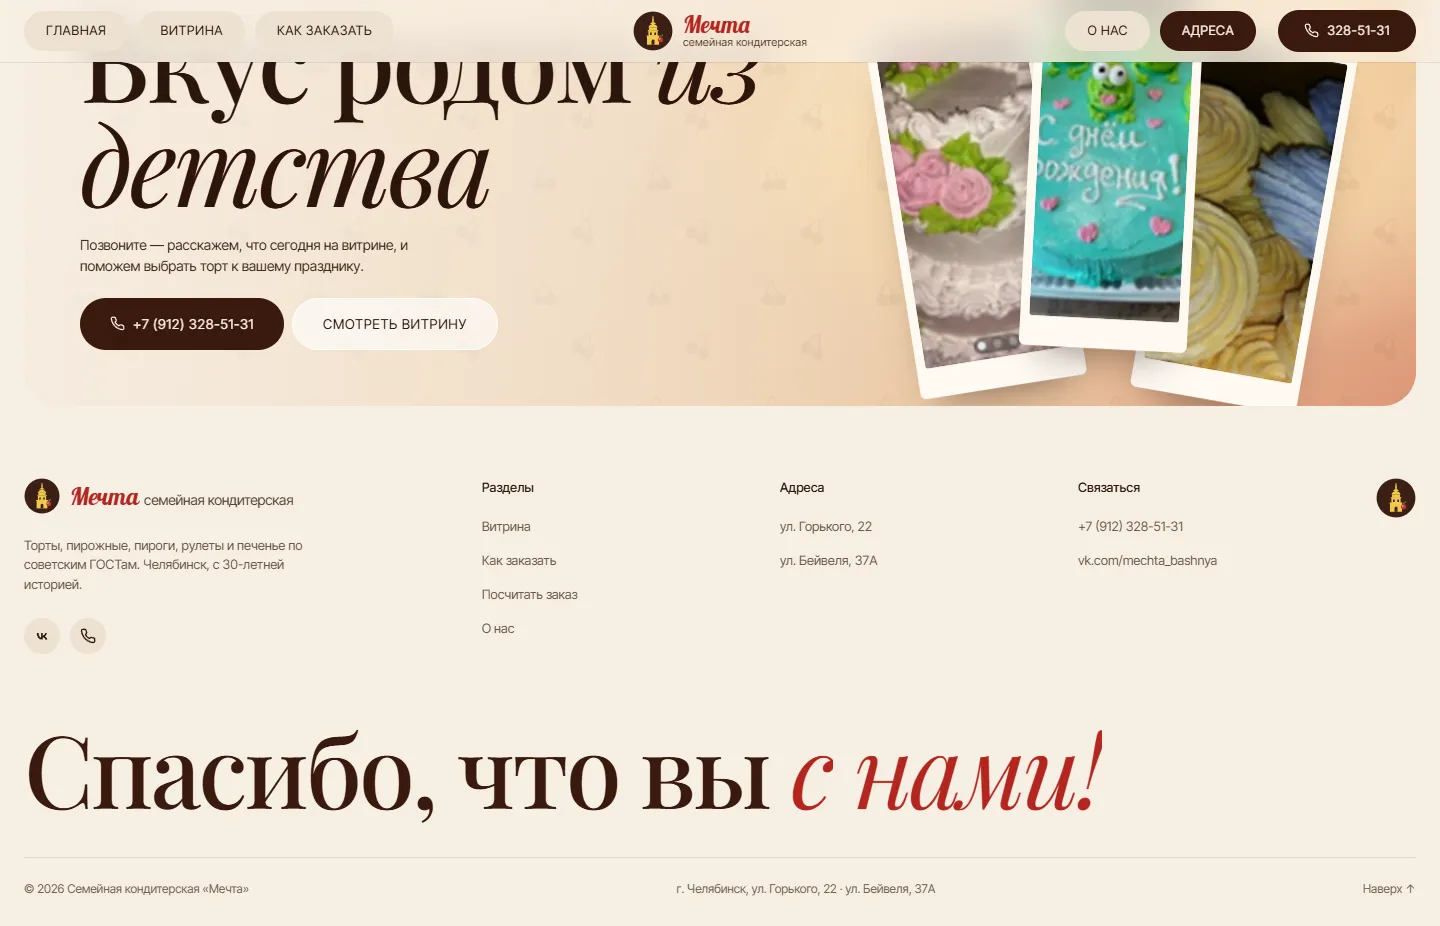 ГЛАВНАЯ
ВИТРИНА
КАК ЗАКАЗАТЬ
Мечта
семейная кондитерская
О НАС
АДРЕСА
328-51-31
Вкус родом из
детства
С днём
рождения!
Позвоните — расскажем, что сегодня на витрине, и
поможем выбрать торт к вашему празднику.
+7 (912) 328-51-31
СМОТРЕТЬ ВИТРИНУ
Мечта семейная кондитерская
Торты, пирожные, пироги, рулеты и печенье по
советским ГОСТам. Челябинск, с 30-летней
историей.
Разделы
Витрина
Как заказать
Посчитать заказ
О нас
Адреса
ул. Горького, 22
ул. Бейвеля, 37А
Связаться
+7 (912) 328-51-31
vk.com/mechta_bashnya
Спасибо, что вы с нами!
© 2026 Семейная кондитерская «Мечта»
г. Челябинск, ул. Горького, 22 · ул. Бейвеля, 37А
Наверх ↑